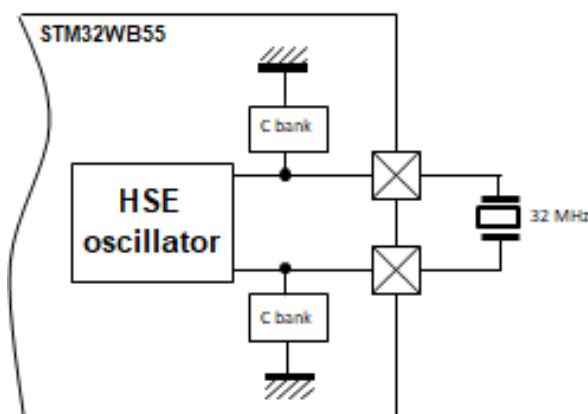 STM32WB55
C bank
HSE
oscillator
32 MHz
C bank